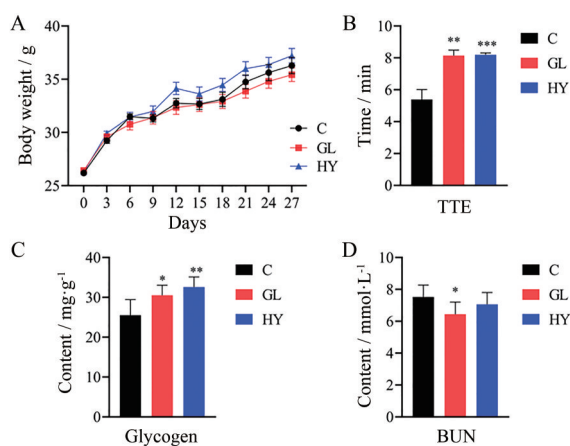 A
Body weight / g
40
35
30
25
0 3 6 9 12 15 18 21 24 27
Days
C
GL
HY
B
Time / min
10
8
6
4
2
0
** ***
TTE
C
GL
HY
C
Content / mg·g⁻¹
40
30
20
10
0
* **
Glycogen
C
GL
HY
D
Content / mmol·L⁻¹
10
8
6
4
2
0
*
BUN
C
GL
HY